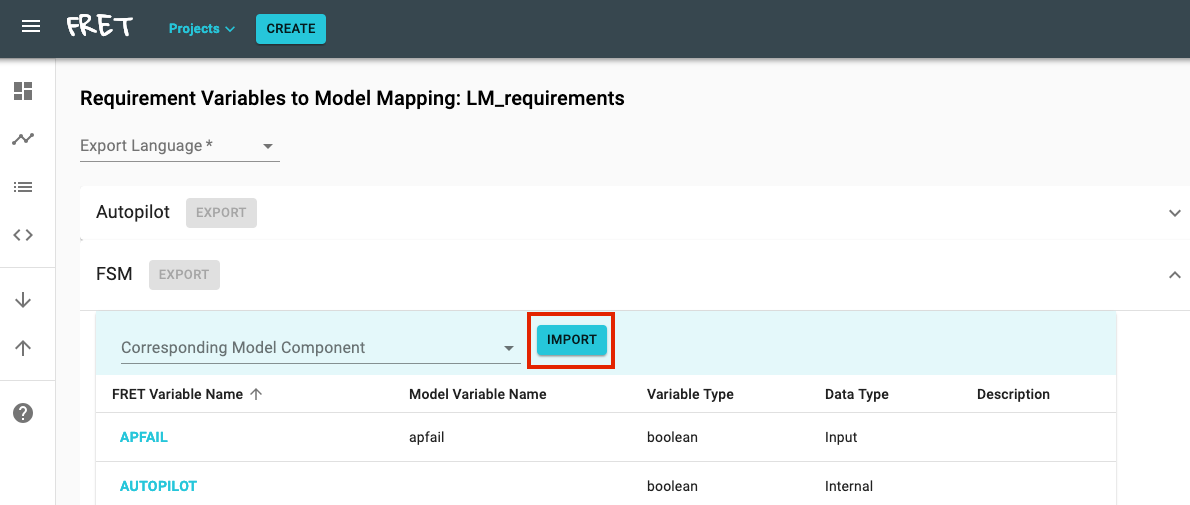 FRET Projects CREATE
Requirement Variables to Model Mapping: LM_requirements
Export Language *
Autopilot EXPORT
FSM EXPORT
Corresponding Model Component IMPORT
FRET Variable Name Model Variable Name Variable Type Data Type Description
APFAIL apfail boolean Input
AUTOPILOT boolean Internal
?